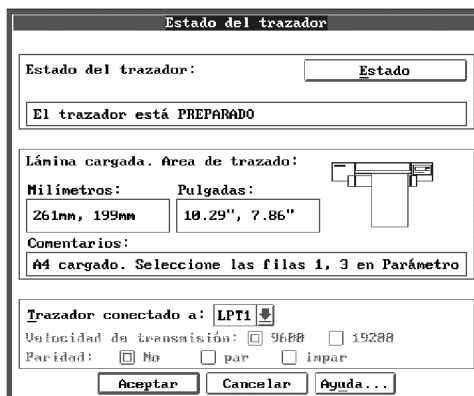 Estado del trazador
Estado del trazador: Estado
El trazador está PREPARADO
Lámina cargada. Area de trazado:
Milímetros: Pulgadas:
261mm, 199mm 10.29", 7.86"
Comentarios:
A4 cargado. Seleccione las filas 1, 3 en Parámetro
Trazador conectado a: LPT1
Velocidad de transmisión: 9600 19200
Paridad: No par impar
Aceptar Cancelar Ayuda...